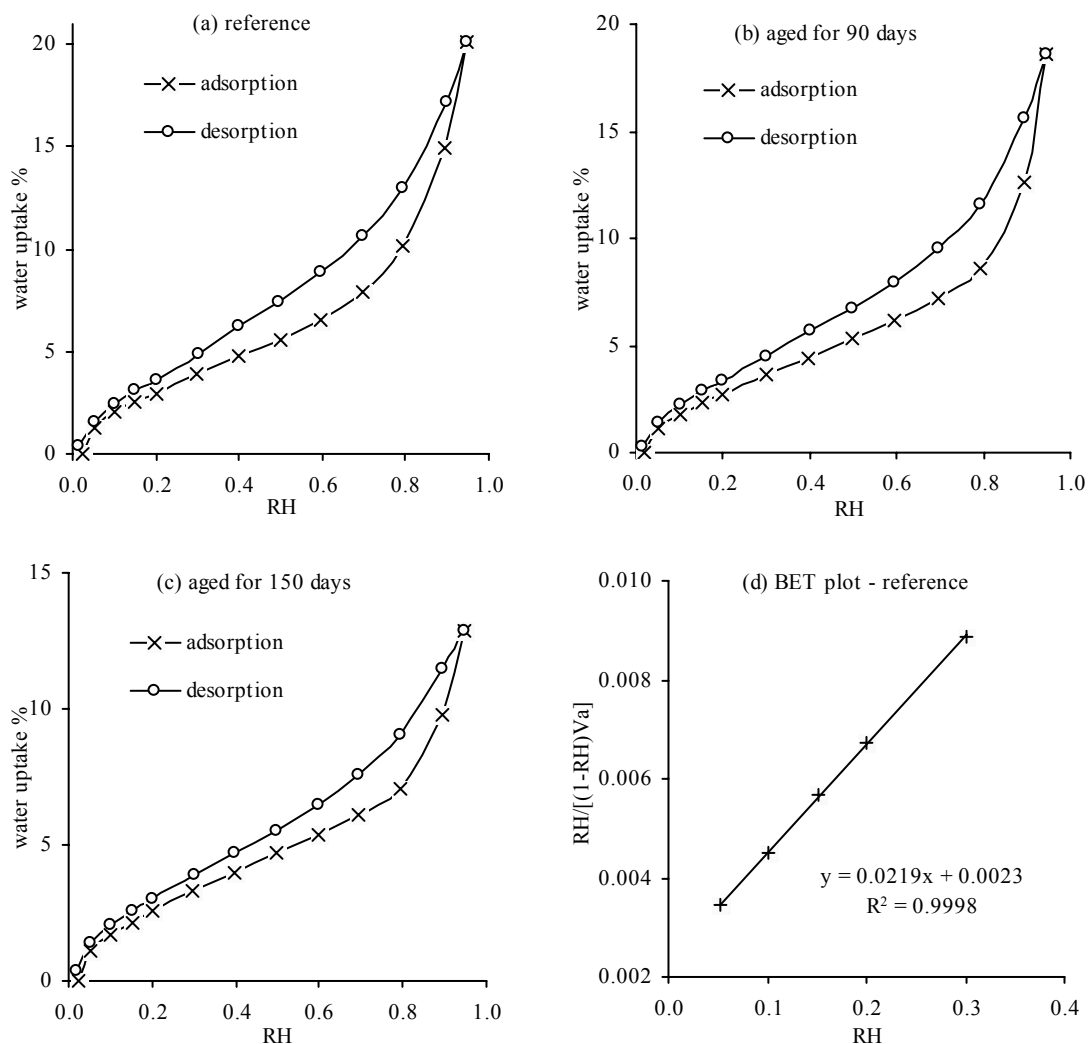 (a) reference
adsorption
desorption
water uptake %
20
15
10
5
0
0.0 0.2 0.4 0.6 0.8 1.0
RH
(b) aged for 90 days
adsorption
desorption
water uptake %
20
15
10
5
0
0.0 0.2 0.4 0.6 0.8 1.0
RH
(c) aged for 150 days
adsorption
desorption
water uptake %
15
10
5
0
0.0 0.2 0.4 0.6 0.8 1.0
RH
(d) BET plot - reference
RH/[(1-RH)Va]
0.010
0.008
0.006
0.004
0.002
y = 0.0219x + 0.0023
R² = 0.9998
0.0 0.1 0.2 0.3 0.4
RH